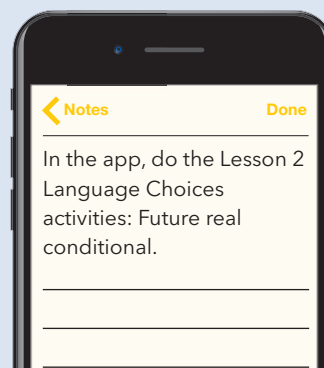 Notes
Done
In the app, do the Lesson 2
Language Choices
activities: Future real
conditional.